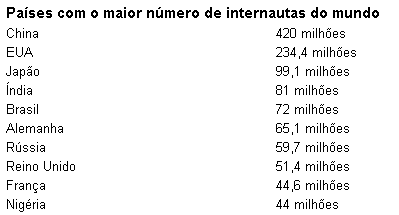 Países com o maior número de internautas do mundo
China 420 milhões
EUA 234,4 milhões
Japão 99,1 milhões
Índia 81 milhões
Brasil 72 milhões
Alemanha 65,1 milhões
Rússia 59,7 milhões
Reino Unido 51,4 milhões
França 44,6 milhões
Nigéria 44 milhões